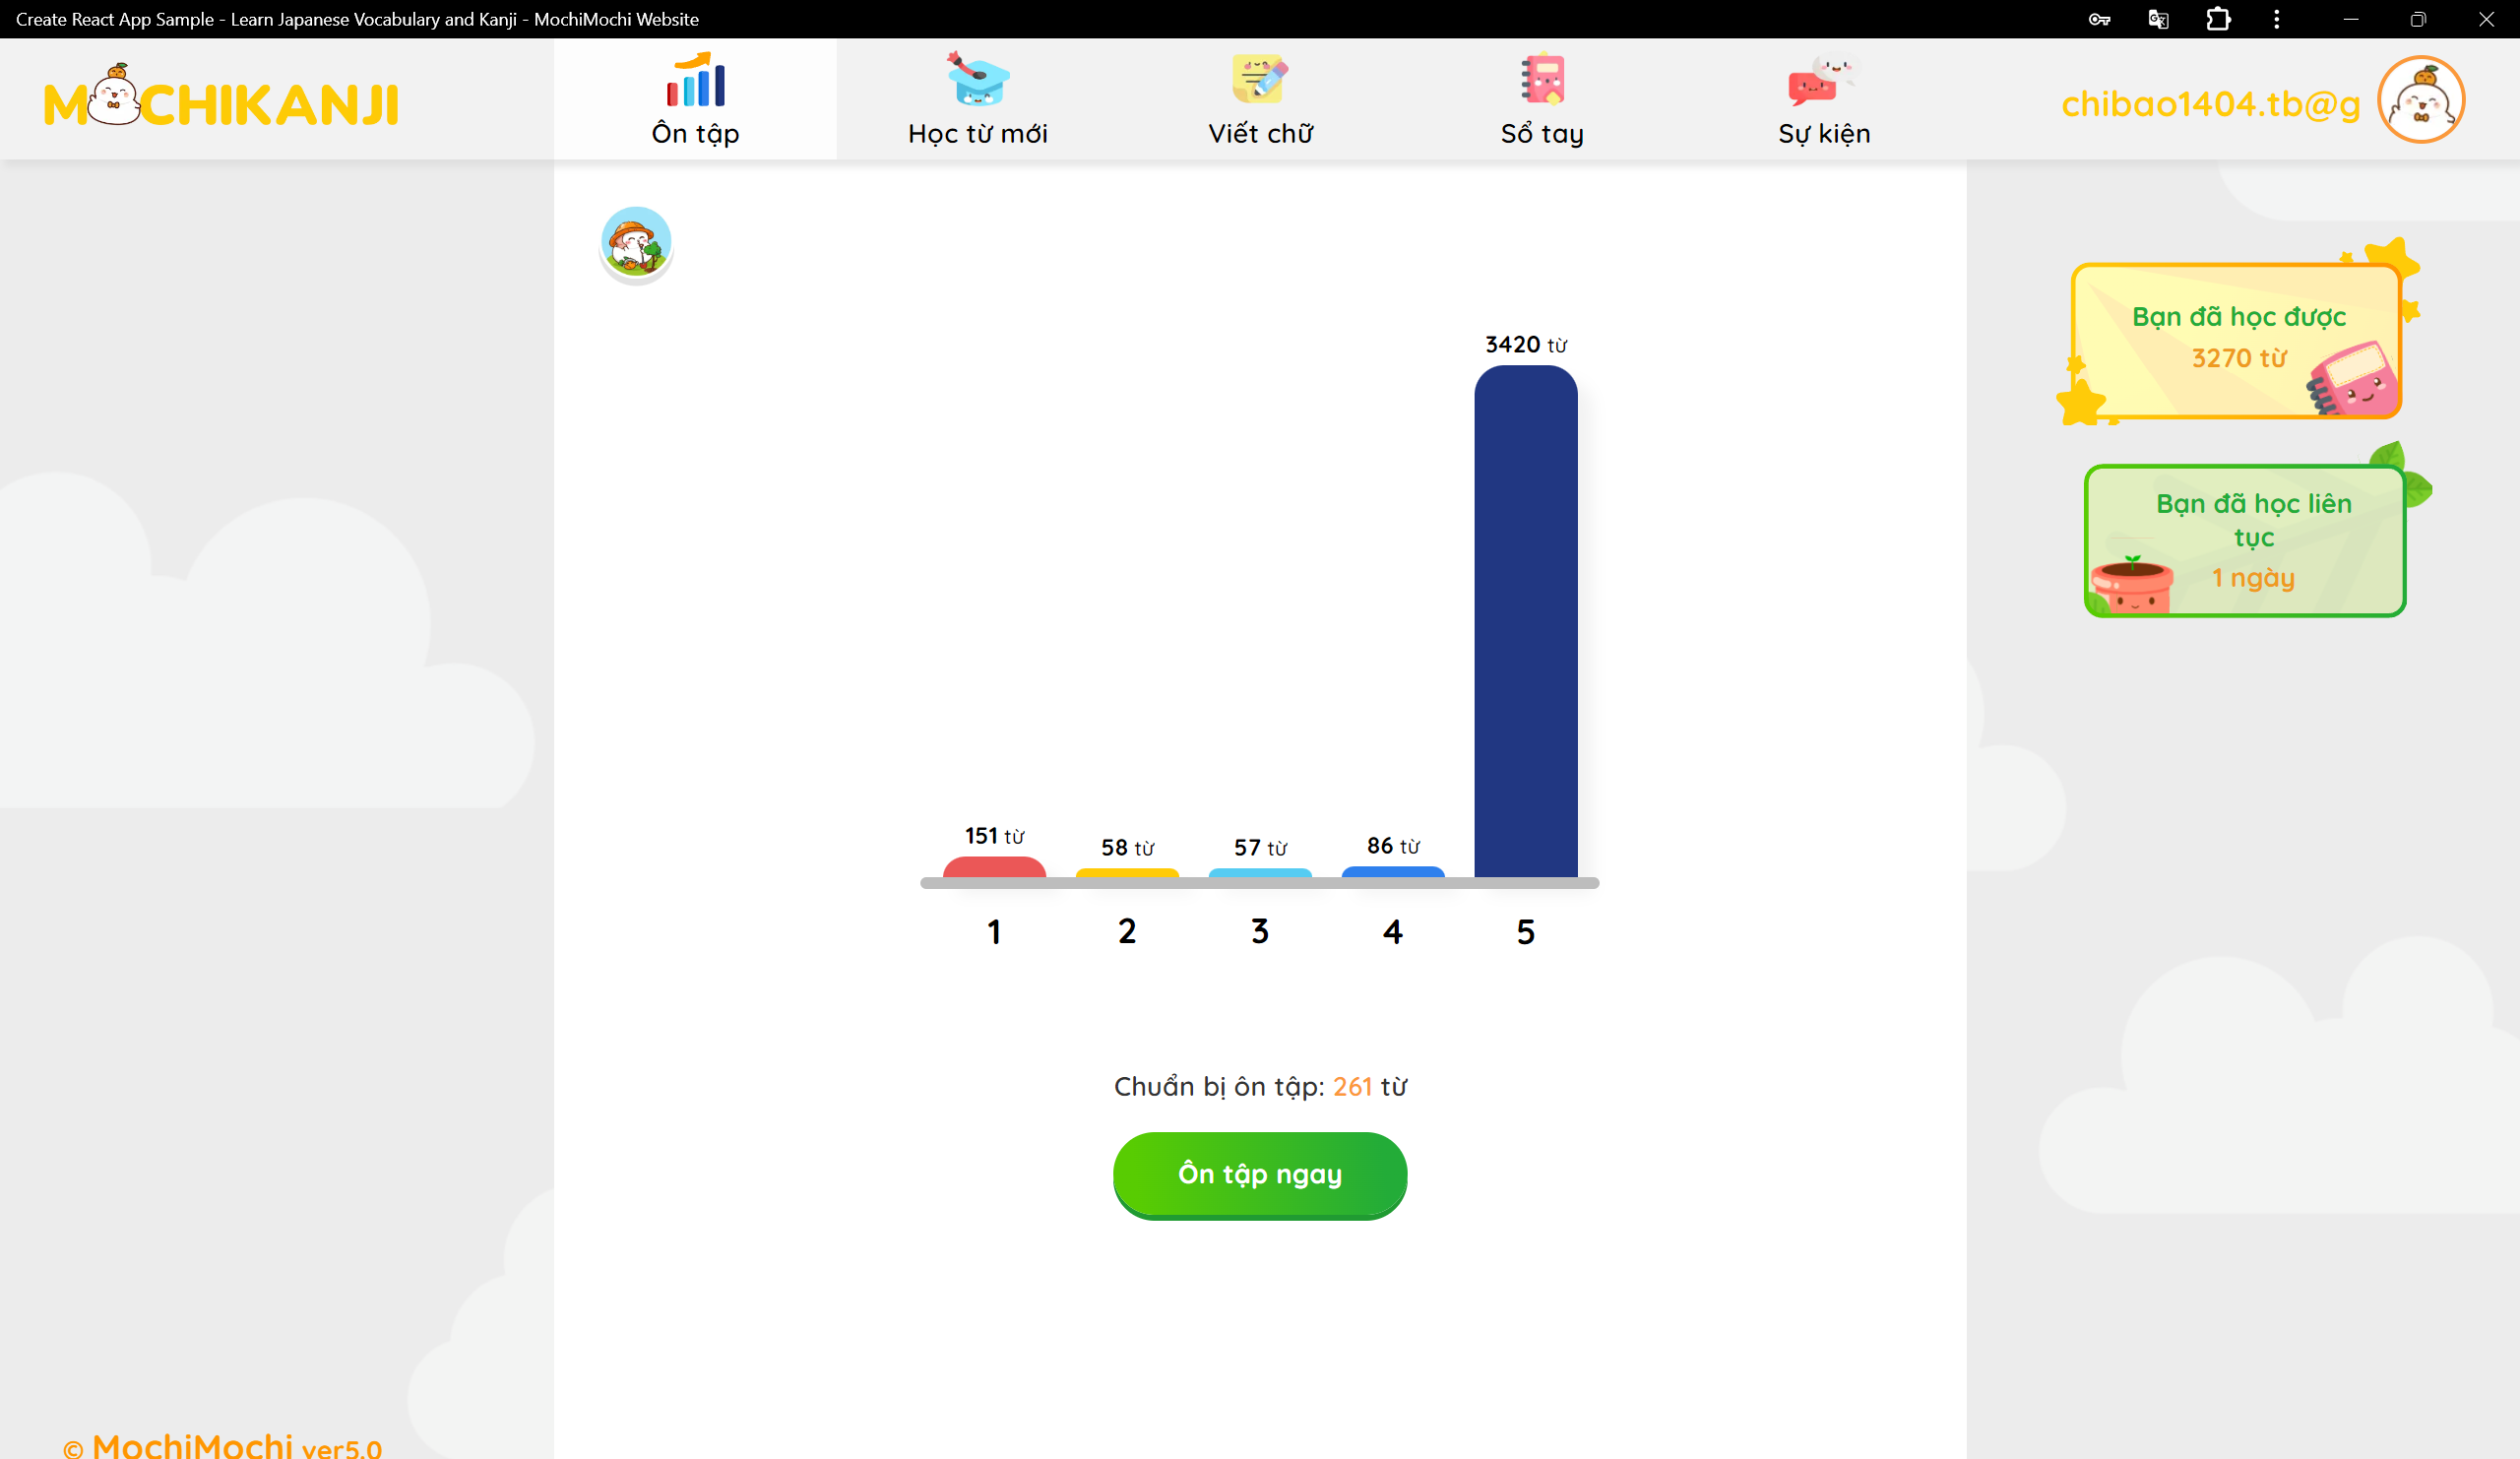 Create React App Sample - Learn Japanese Vocabulary and Kanji - MochiMochi Website
MOCHIKANJI
Ôn tập
Học từ mới
Viết chữ
Sổ tay
Sự kiện
chibao1404.tb@g
Bạn đã học được
3270 từ
Bạn đã học liên
tục
1 ngày
3420 từ
151 từ
58 từ
57 từ
86 từ
1 2 3 4 5
Chuẩn bị ôn tập: 261 từ
Ôn tập ngay
© MochiMochi ver5.0